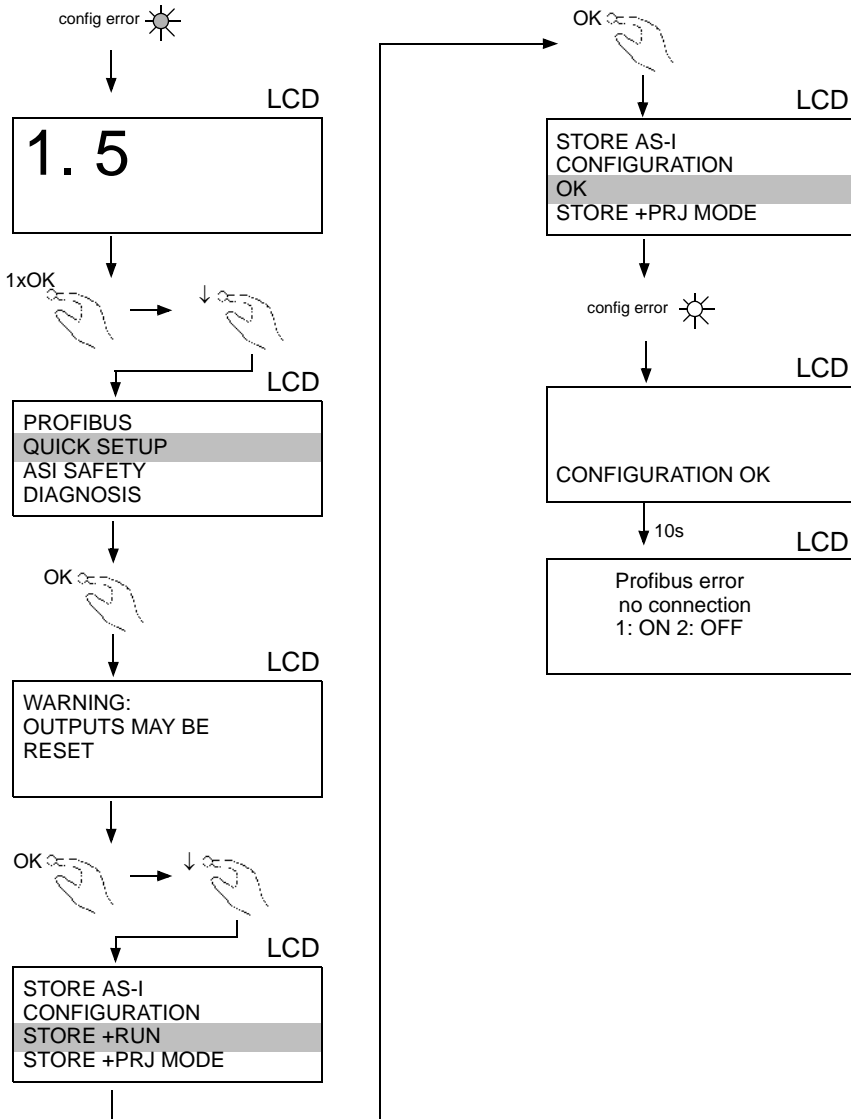 config error
LCD
1. 5
1xOK
↓
LCD
PROFIBUS
QUICK SETUP
ASI SAFETY
DIAGNOSIS
OK
LCD
WARNING:
OUTPUTS MAY BE
RESET
OK
↓
LCD
STORE AS-I
CONFIGURATION
STORE +RUN
STORE +PRJ MODE
OK
LCD
STORE AS-I
CONFIGURATION
OK
STORE +PRJ MODE
config error
LCD
CONFIGURATION OK
10s
LCD
Profibus error
no connection
1: ON 2: OFF